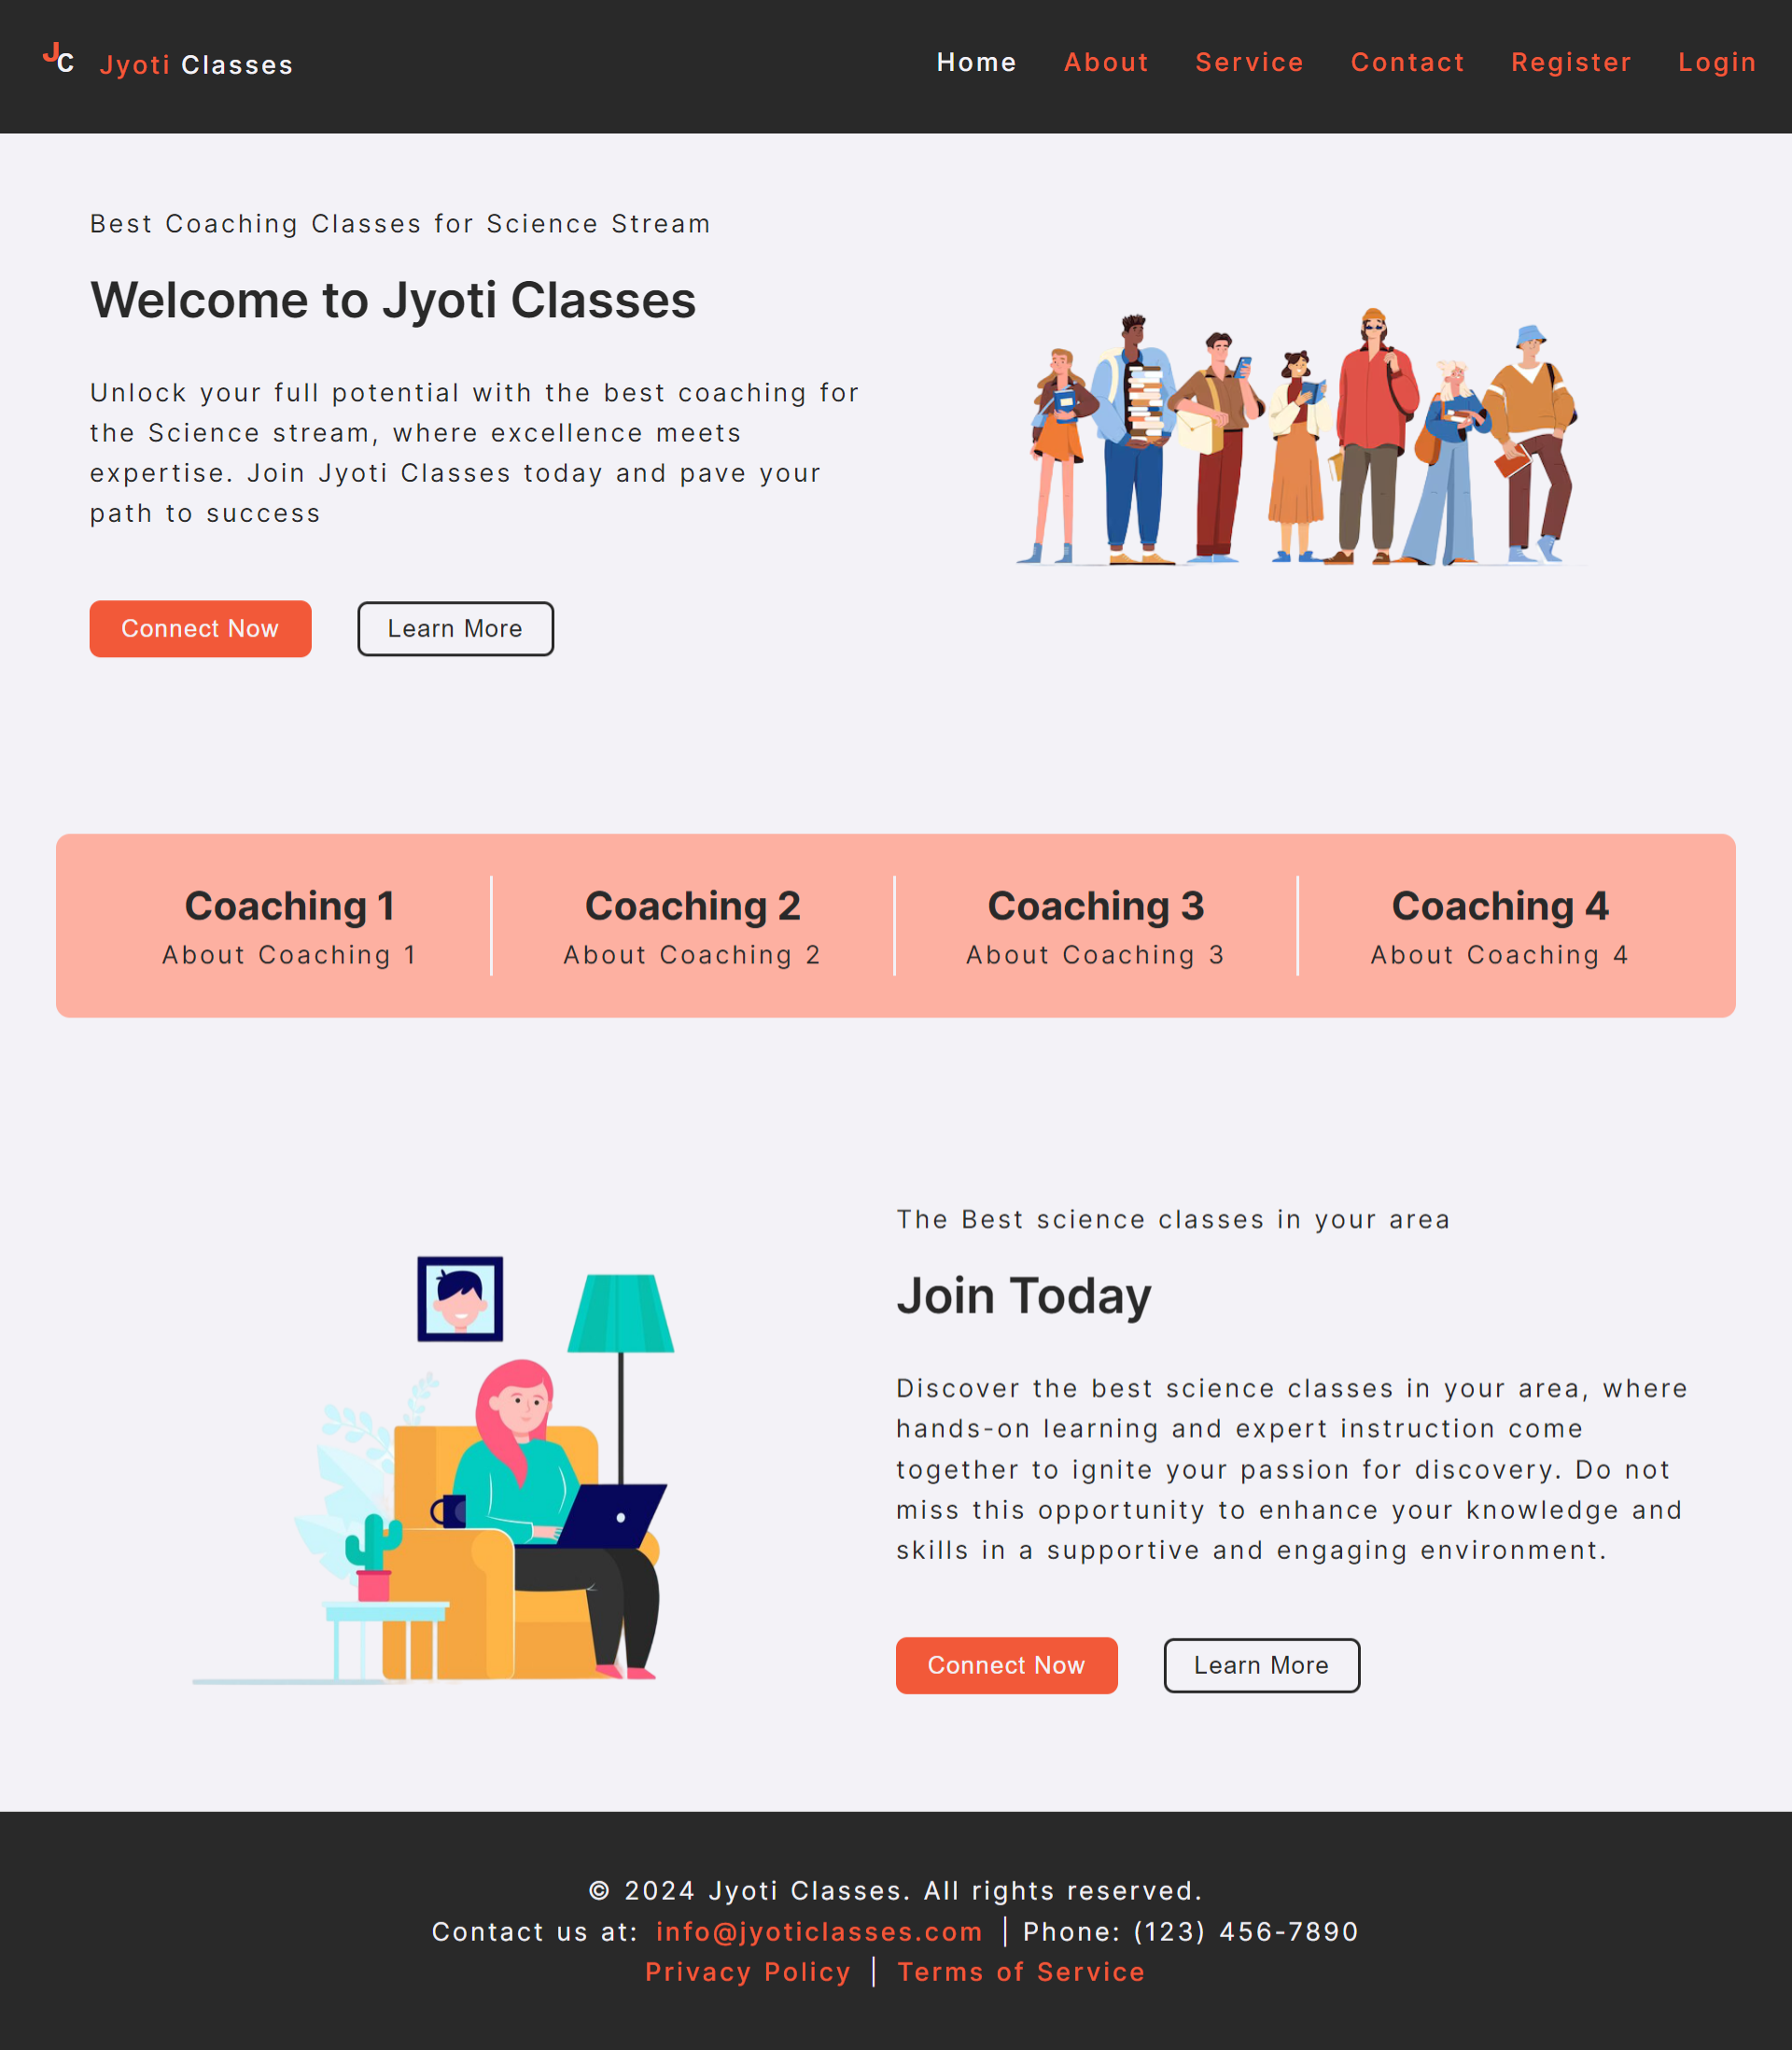 JC Jyoti Classes
Home About Service Contact Register Login
Best Coaching Classes for Science Stream
Welcome to Jyoti Classes
Unlock your full potential with the best coaching for
the Science stream, where excellence meets
expertise. Join Jyoti Classes today and pave your
path to success
Connect Now Learn More
Coaching 1 Coaching 2 Coaching 3 Coaching 4
About Coaching 1 About Coaching 2 About Coaching 3 About Coaching 4
The Best science classes in your area
Join Today
Discover the best science classes in your area, where
hands-on learning and expert instruction come
together to ignite your passion for discovery. Do not
miss this opportunity to enhance your knowledge and
skills in a supportive and engaging environment.
Connect Now Learn More
© 2024 Jyoti Classes. All rights reserved.
Contact us at: info@jyoticlasses.com | Phone: (123) 456-7890
Privacy Policy | Terms of Service